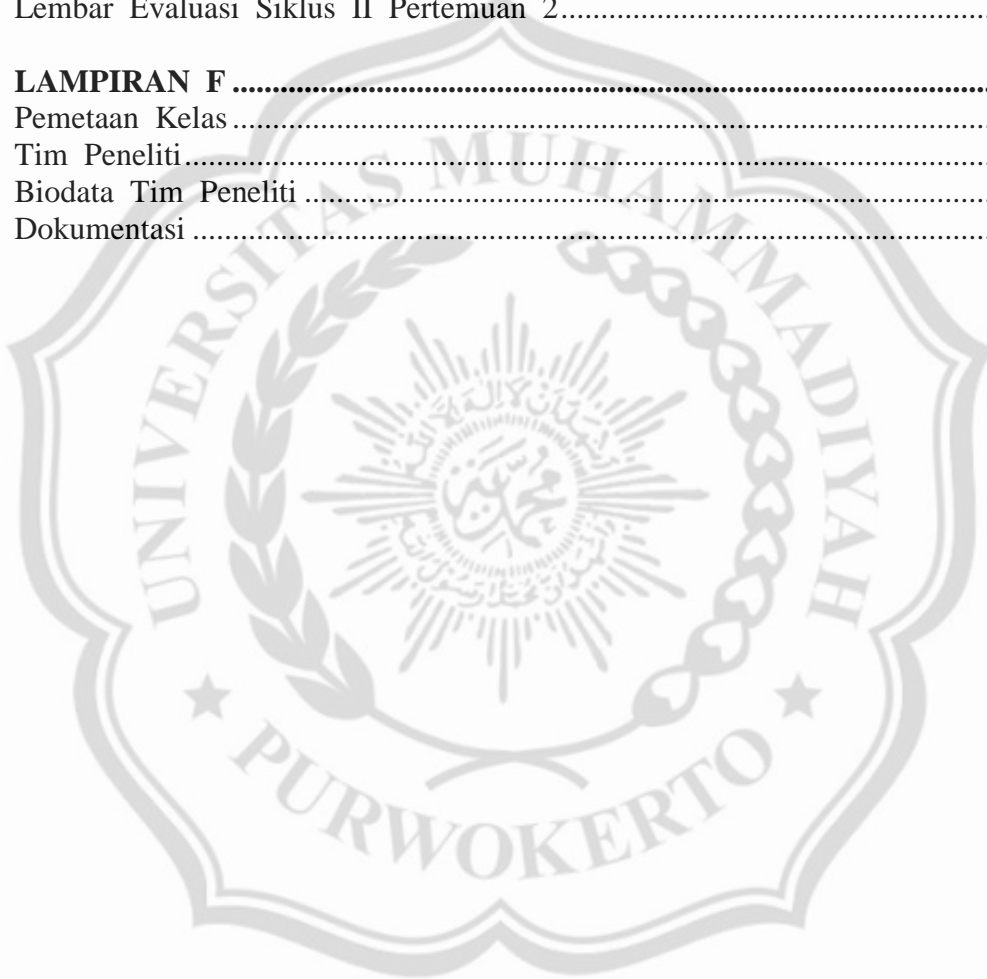 Lembar Evaluasi Siklus II Pertemuan 2..........................................................
LAMPIRAN F ..................................................................................................
Pemetaan Kelas ................................................................................................
Tim Peneliti......................................................................................................
Biodata Tim Peneliti ........................................................................................
Dokumentasi ....................................................................................................
UNIVERSITAS MUHAMMADIYAH
PURWOKERTO